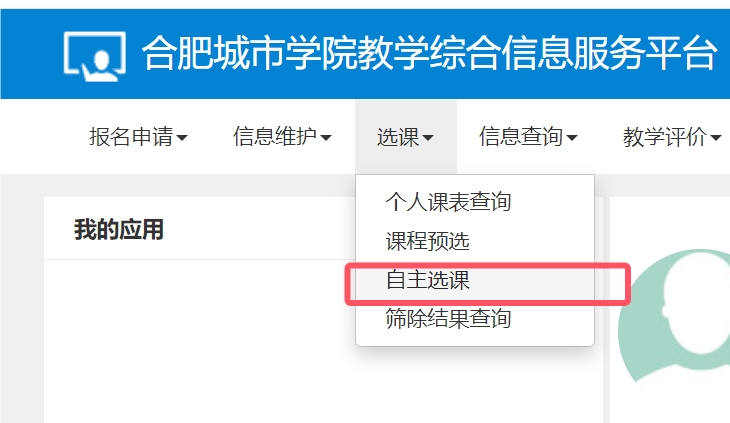 合肥城市学院教学综合信息服务平台
报名申请 信息维护 选课 信息查询 教学评价
个人课表查询
我的应用
课程预选
自主选课
筛除结果查询